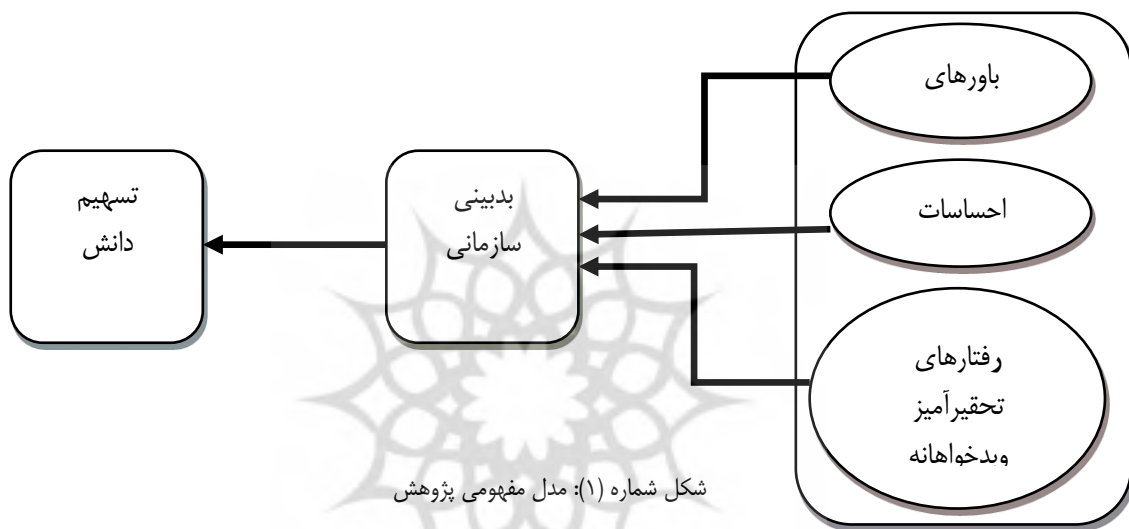 باورهای
احساسات
رفتارهای
تحقیرآمیز
وبدخواهانه
بدبینی
سازمانی
تسهیم
دانش
شکل شماره (۱): مدل مفهومی پژوهش